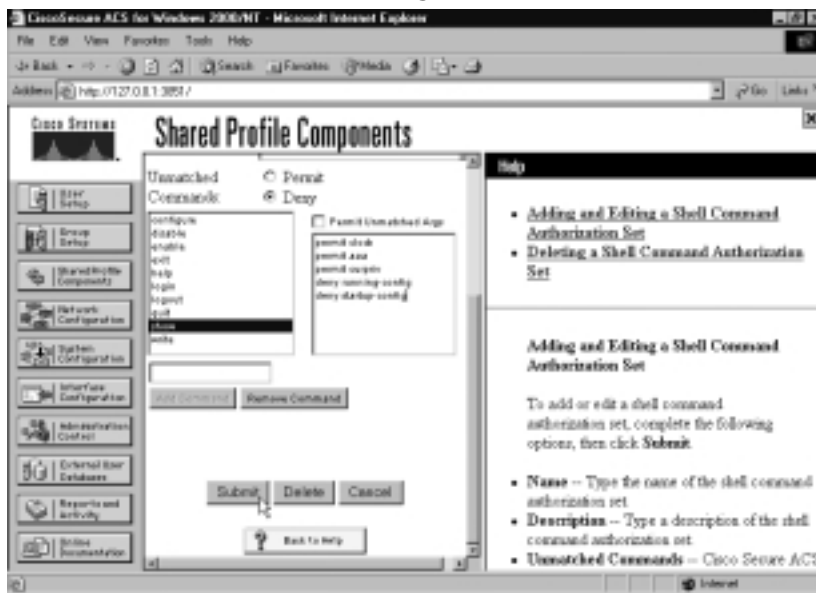 CiscoSecure ACS for Windows 2000/NT - Microsoft Internet Explorer
File Edit View Favorites Tools Help
Back Search Favorites Media
Address http://127.0.0.1:3851/ Go Links
Cisco Systems
Shared Profile Components
User Setup
Group Setup
Shared Profile Components
Network Configuration
System Configuration
Interface Configuration
Administration Control
External User Databases
Reports and Activity
Online Documentation
Unmatched Commands:
Permit
Deny
configure
disable
enable
exit
help
login
logout
quit
show
write
Permit Unmatched Args
permit clock
permit aaa
deny running-config
deny startup-config
Add Command Remove Command
Submit Delete Cancel
? Back to Help
Help
• Adding and Editing a Shell Command
Authorization Set
• Deleting a Shell Command Authorization
Set
Adding and Editing a Shell Command
Authorization Set
To add or edit a shell command
authorization set, complete the following
options, then click Submit.
• Name -- Type the name of the shell command
authorization set.
• Description -- Type a description of the shell
command authorization set.
• Unmatched Commands -- Cisco Secure ACS
Internet